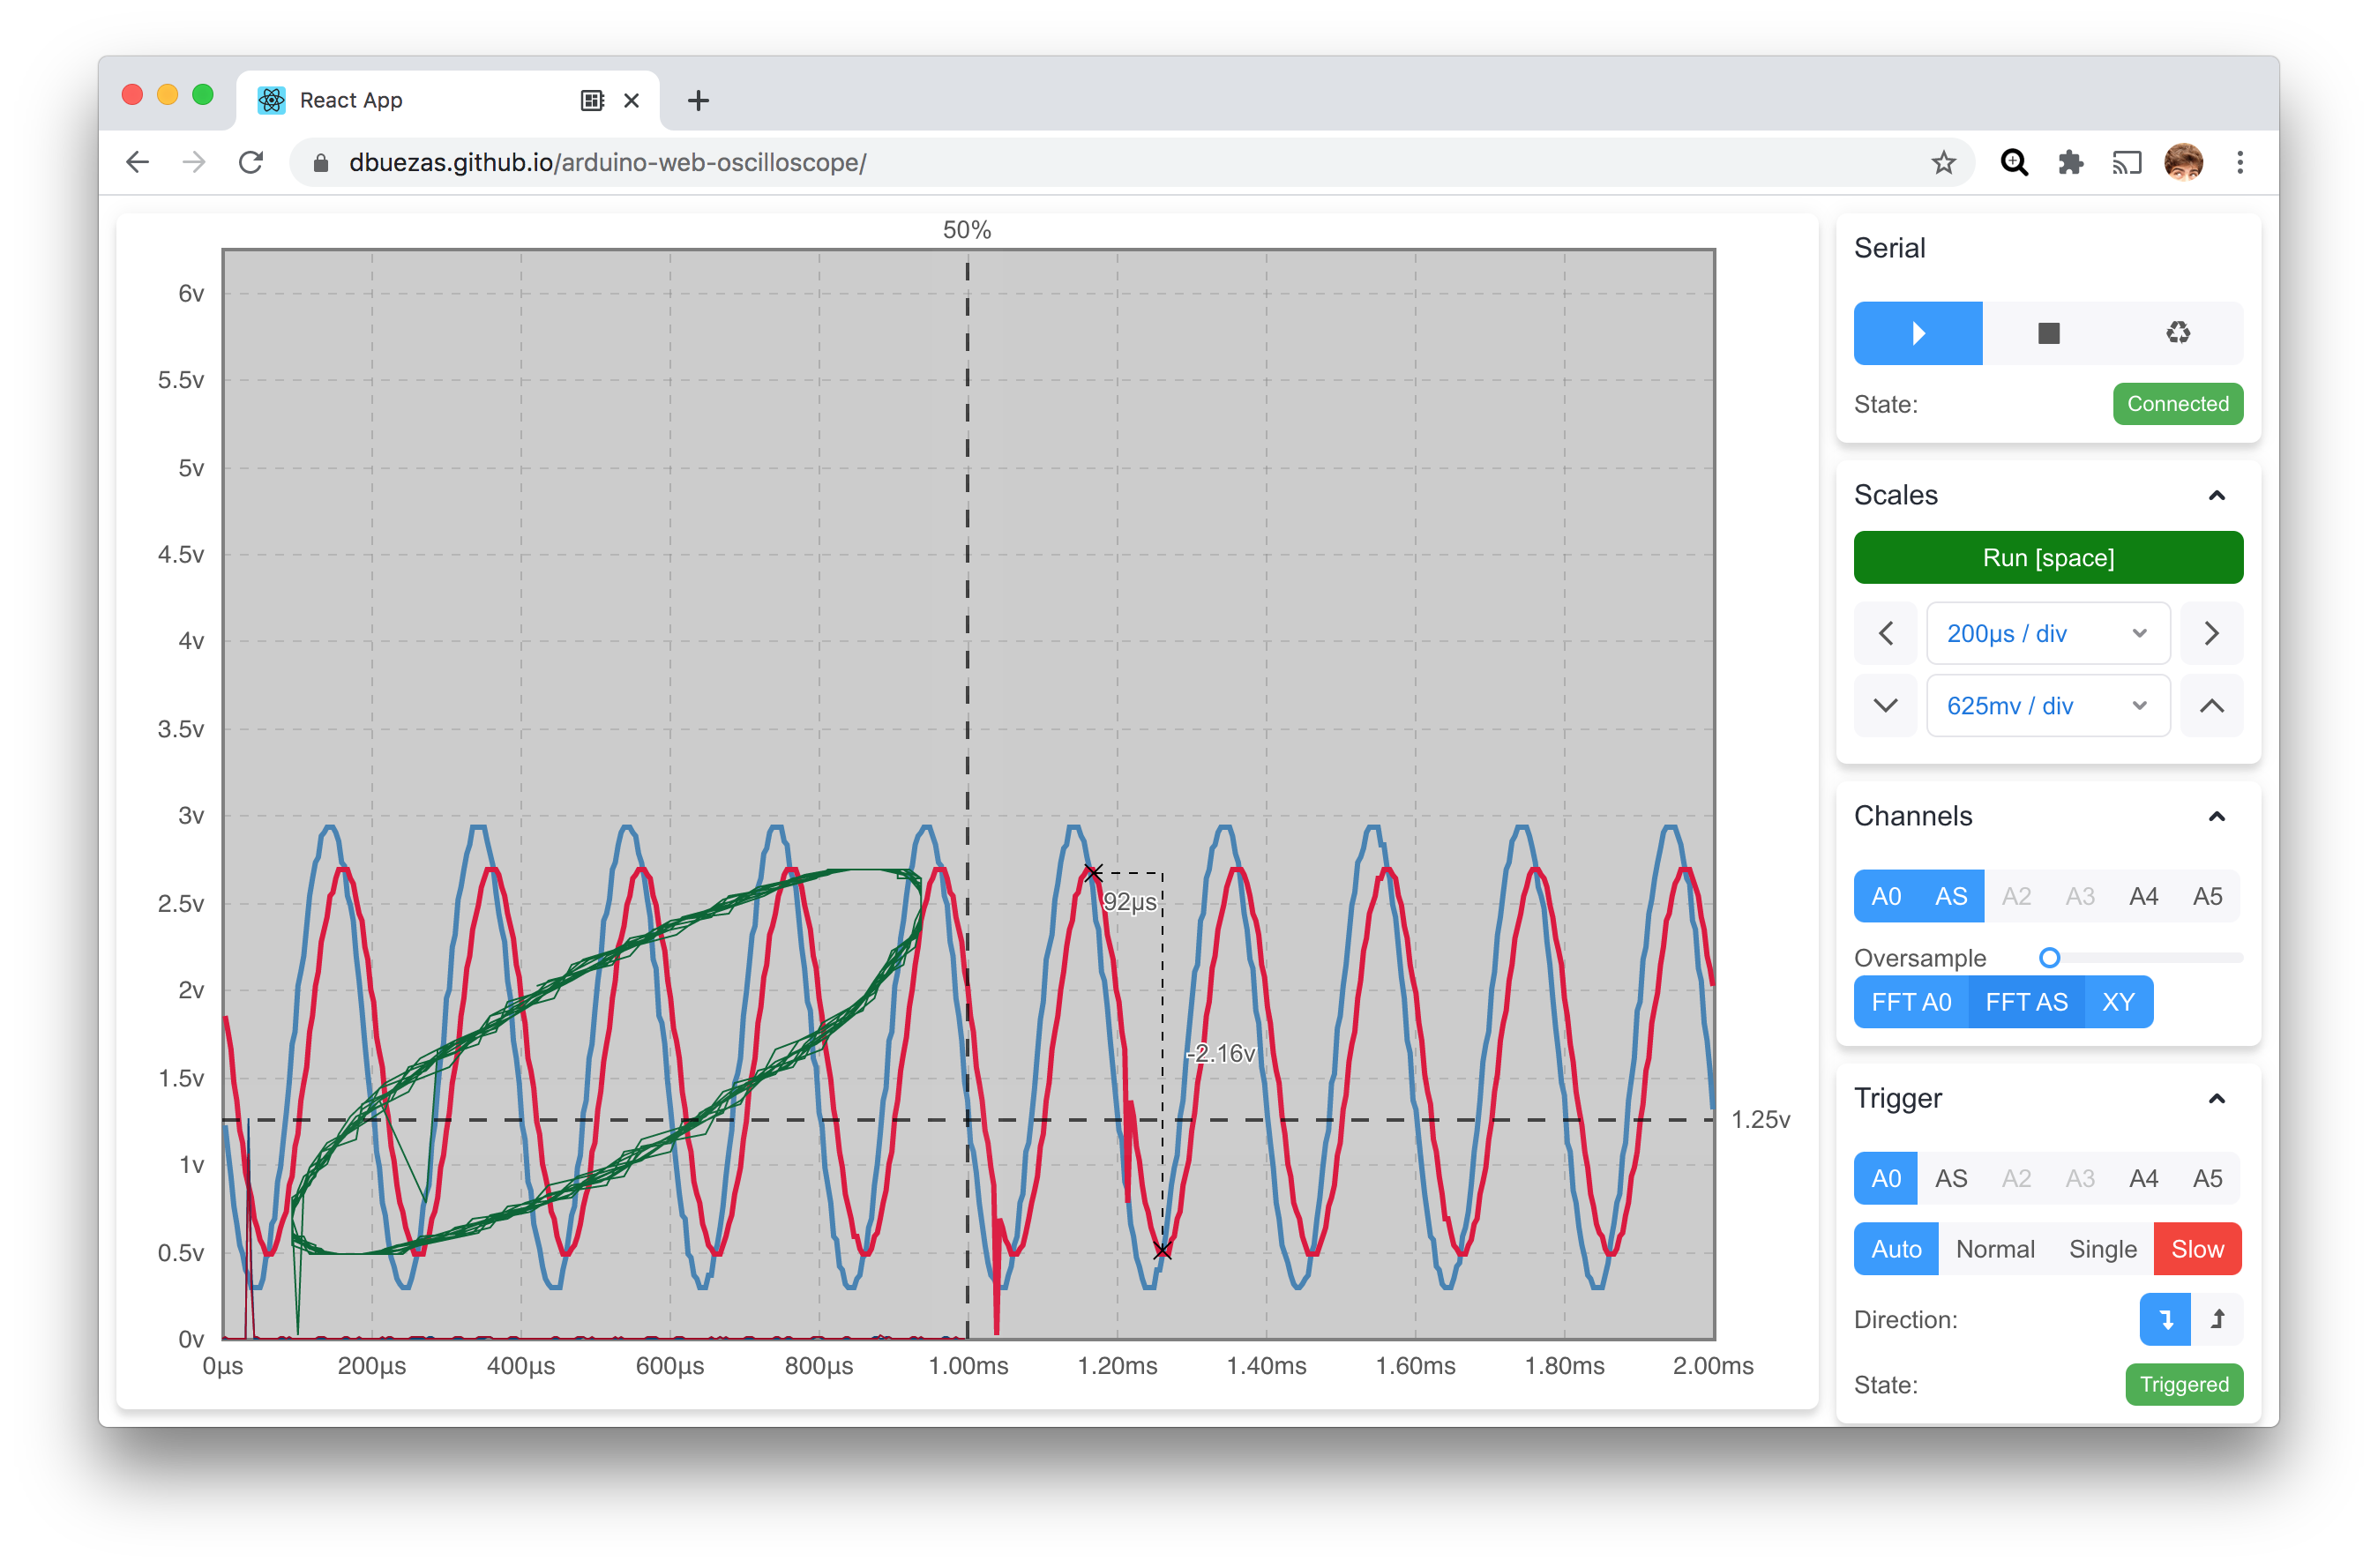 React App
dbuezas.github.io/arduino-web-oscilloscope/
50%
6v
5.5v
5v
4.5v
4v
3.5v
3v
2.5v
2v
1.5v
1v
0.5v
0v
92µs
-2.16v
1.25v
0µs 200µs 400µs 600µs 800µs 1.00ms 1.20ms 1.40ms 1.60ms 1.80ms 2.00ms
Serial
State: Connected
Scales
Run [space]
200µs / div
625mv / div
Channels
A0 AS A2 A3 A4 A5
Oversample
FFT A0 FFT AS XY
Trigger
A0 AS A2 A3 A4 A5
Auto Normal Single Slow
Direction:
State: Triggered